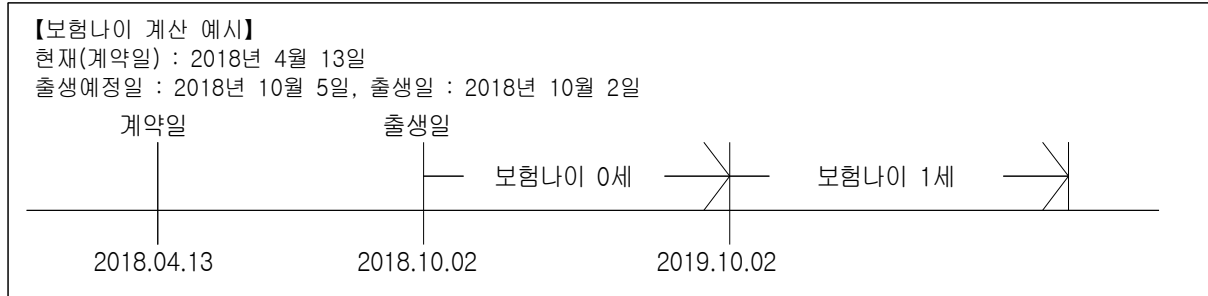 【보험나이 계산 예시】
현재(계약일) : 2018년 4월 13일
출생예정일 : 2018년 10월 5일, 출생일 : 2018년 10월 2일
계약일 출생일
보험나이 0세 보험나이 1세
2018.04.13 2018.10.02 2019.10.02